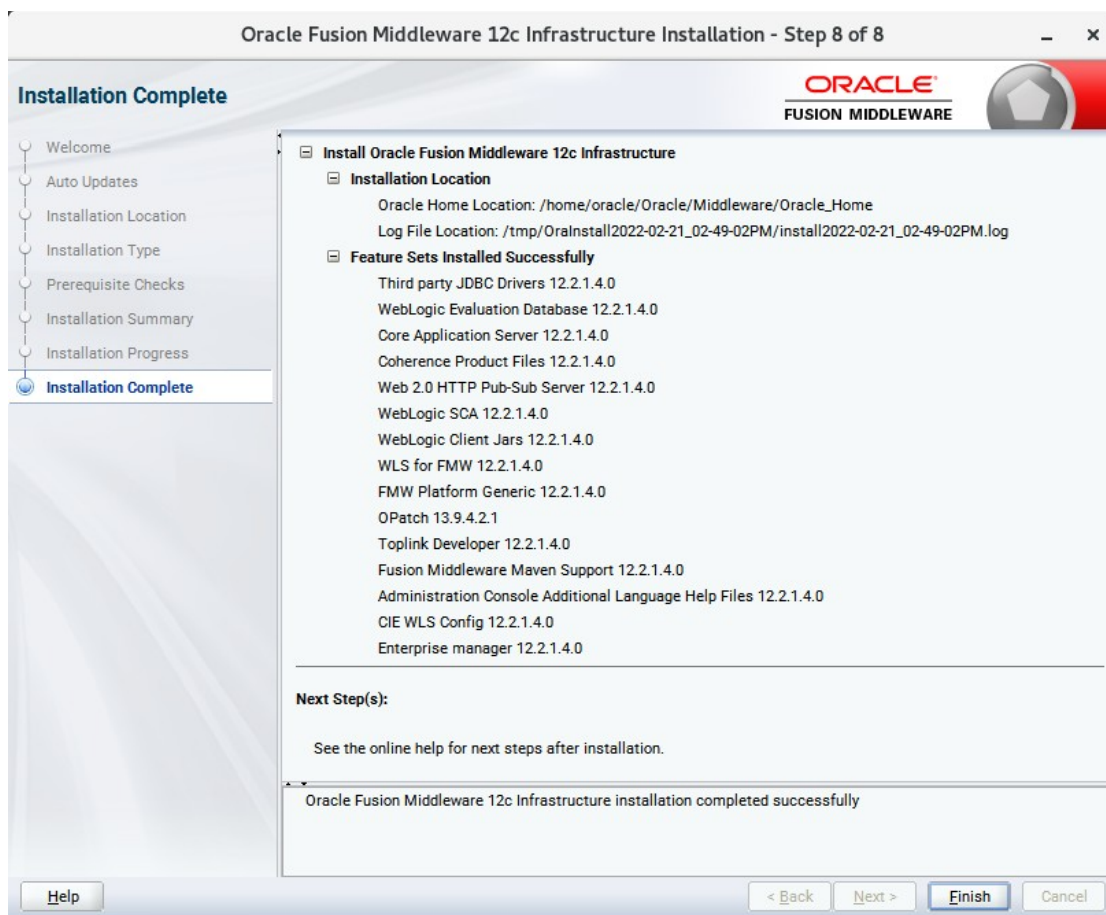 Oracle Fusion Middleware 12c Infrastructure Installation - Step 8 of 8
Installation Complete
ORACLE
FUSION MIDDLEWARE
Welcome
Auto Updates
Installation Location
Installation Type
Prerequisite Checks
Installation Summary
Installation Progress
Installation Complete
Install Oracle Fusion Middleware 12c Infrastructure
Installation Location
Oracle Home Location: /home/oracle/Oracle/Middleware/Oracle_Home
Log File Location: /tmp/OraInstall2022-02-21_02-49-02PM/install2022-02-21_02-49-02PM.log
Feature Sets Installed Successfully
Third party JDBC Drivers 12.2.1.4.0
WebLogic Evaluation Database 12.2.1.4.0
Core Application Server 12.2.1.4.0
Coherence Product Files 12.2.1.4.0
Web 2.0 HTTP Pub-Sub Server 12.2.1.4.0
WebLogic SCA 12.2.1.4.0
WebLogic Client Jars 12.2.1.4.0
WLS for FMW 12.2.1.4.0
FMW Platform Generic 12.2.1.4.0
OPatch 13.9.4.2.1
Toplink Developer 12.2.1.4.0
Fusion Middleware Maven Support 12.2.1.4.0
Administration Console Additional Language Help Files 12.2.1.4.0
CIE WLS Config 12.2.1.4.0
Enterprise manager 12.2.1.4.0
Next Step(s):
See the online help for next steps after installation.
Oracle Fusion Middleware 12c Infrastructure installation completed successfully
Help
< Back
Next >
Finish
Cancel